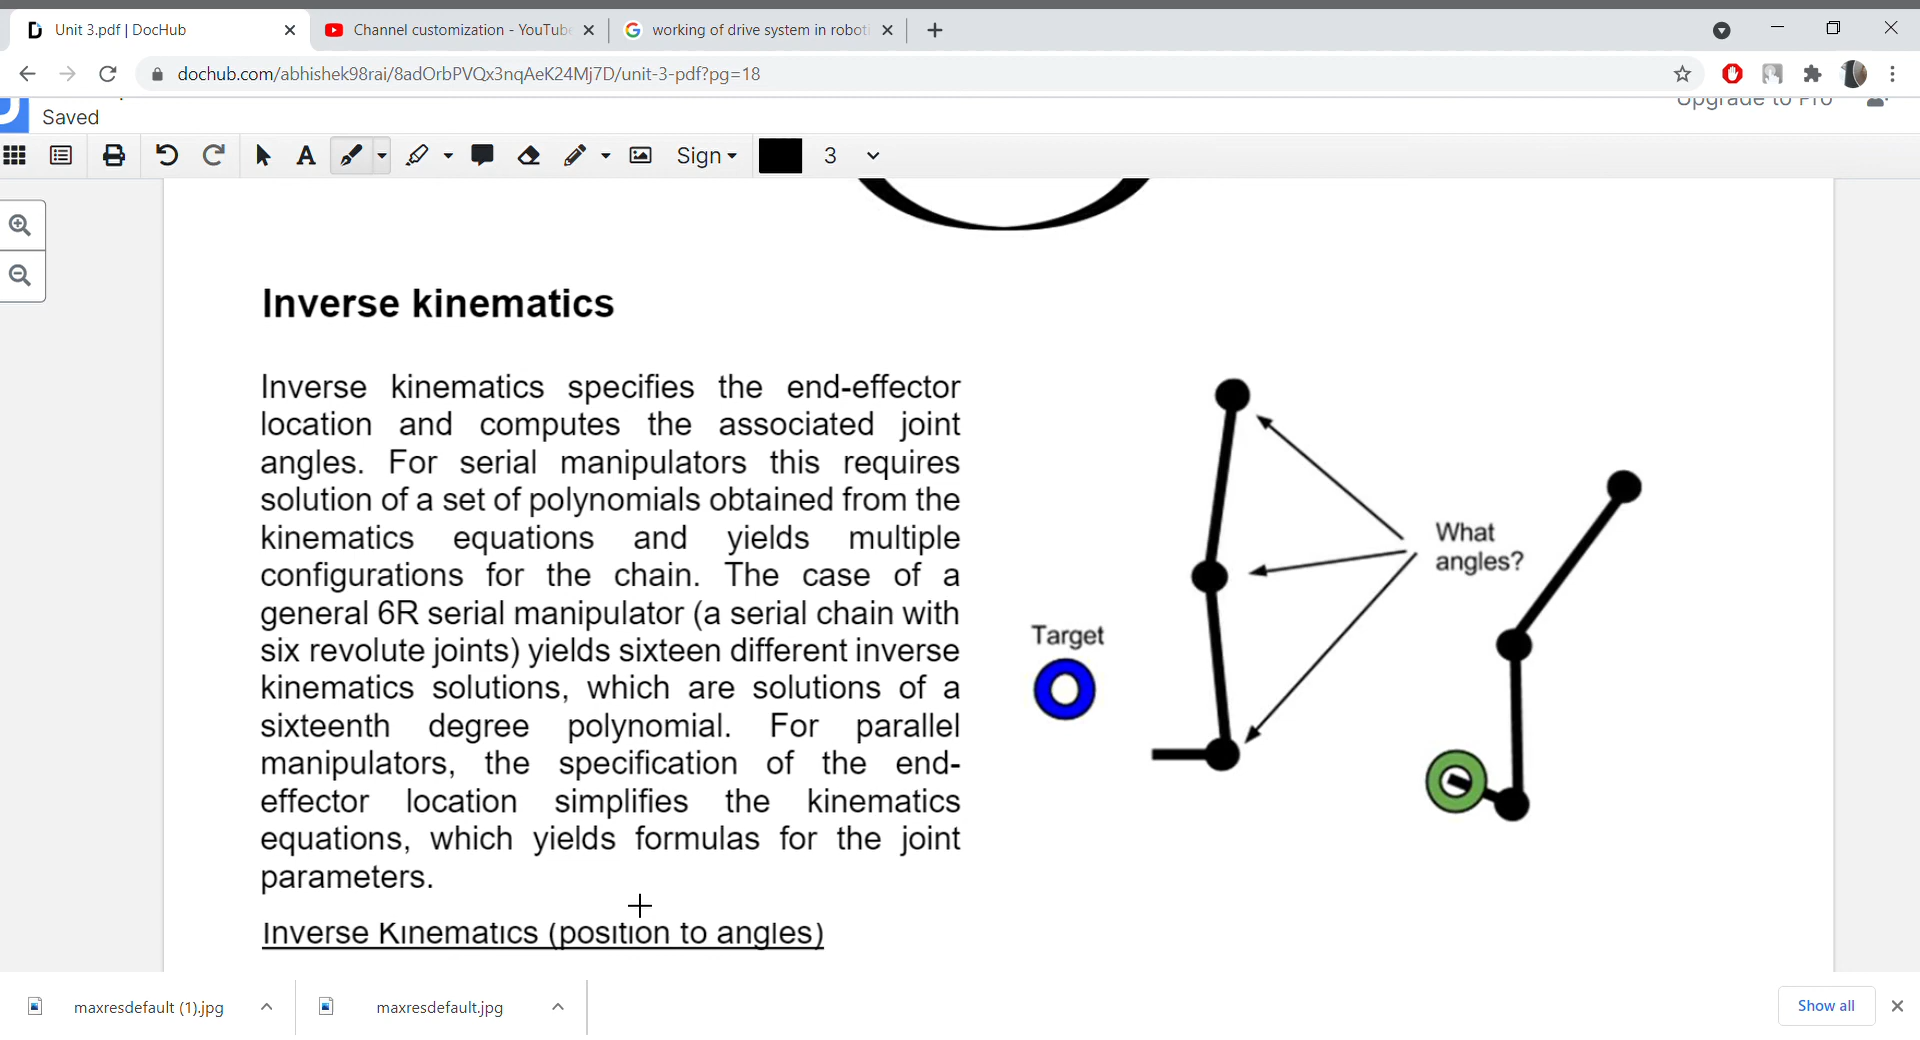 Unit 3.pdf | DocHub
Channel customization - YouTube
working of drive system in roboti
dochub.com/abhishek98rai/8adOrbPVQx3nqAeK24Mj7D/unit-3-pdf?pg=18
Upgrade to Pro
Saved
A
Sign
3
Inverse kinematics
Inverse kinematics specifies the end-effector
location and computes the associated joint
angles. For serial manipulators this requires
solution of a set of polynomials obtained from the
kinematics equations and yields multiple
configurations for the chain. The case of a
general 6R serial manipulator (a serial chain with
six revolute joints) yields sixteen different inverse
kinematics solutions, which are solutions of a
sixteenth degree polynomial. For parallel
manipulators, the specification of the end-
effector location simplifies the kinematics
equations, which yields formulas for the joint
parameters.
Inverse Kinematics (position to angles)
What
angles?
Target
maxresdefault (1).jpg
maxresdefault.jpg
Show all